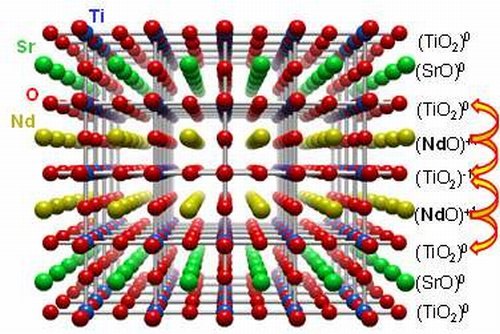 Ti
Sr
O
Nd
(TiO₂)⁰
(SrO)⁰
(TiO₂)⁰
(NdO)⁺¹
(TiO₂)⁻¹
(NdO)⁺¹
(TiO₂)⁰
(SrO)⁰
(TiO₂)⁰